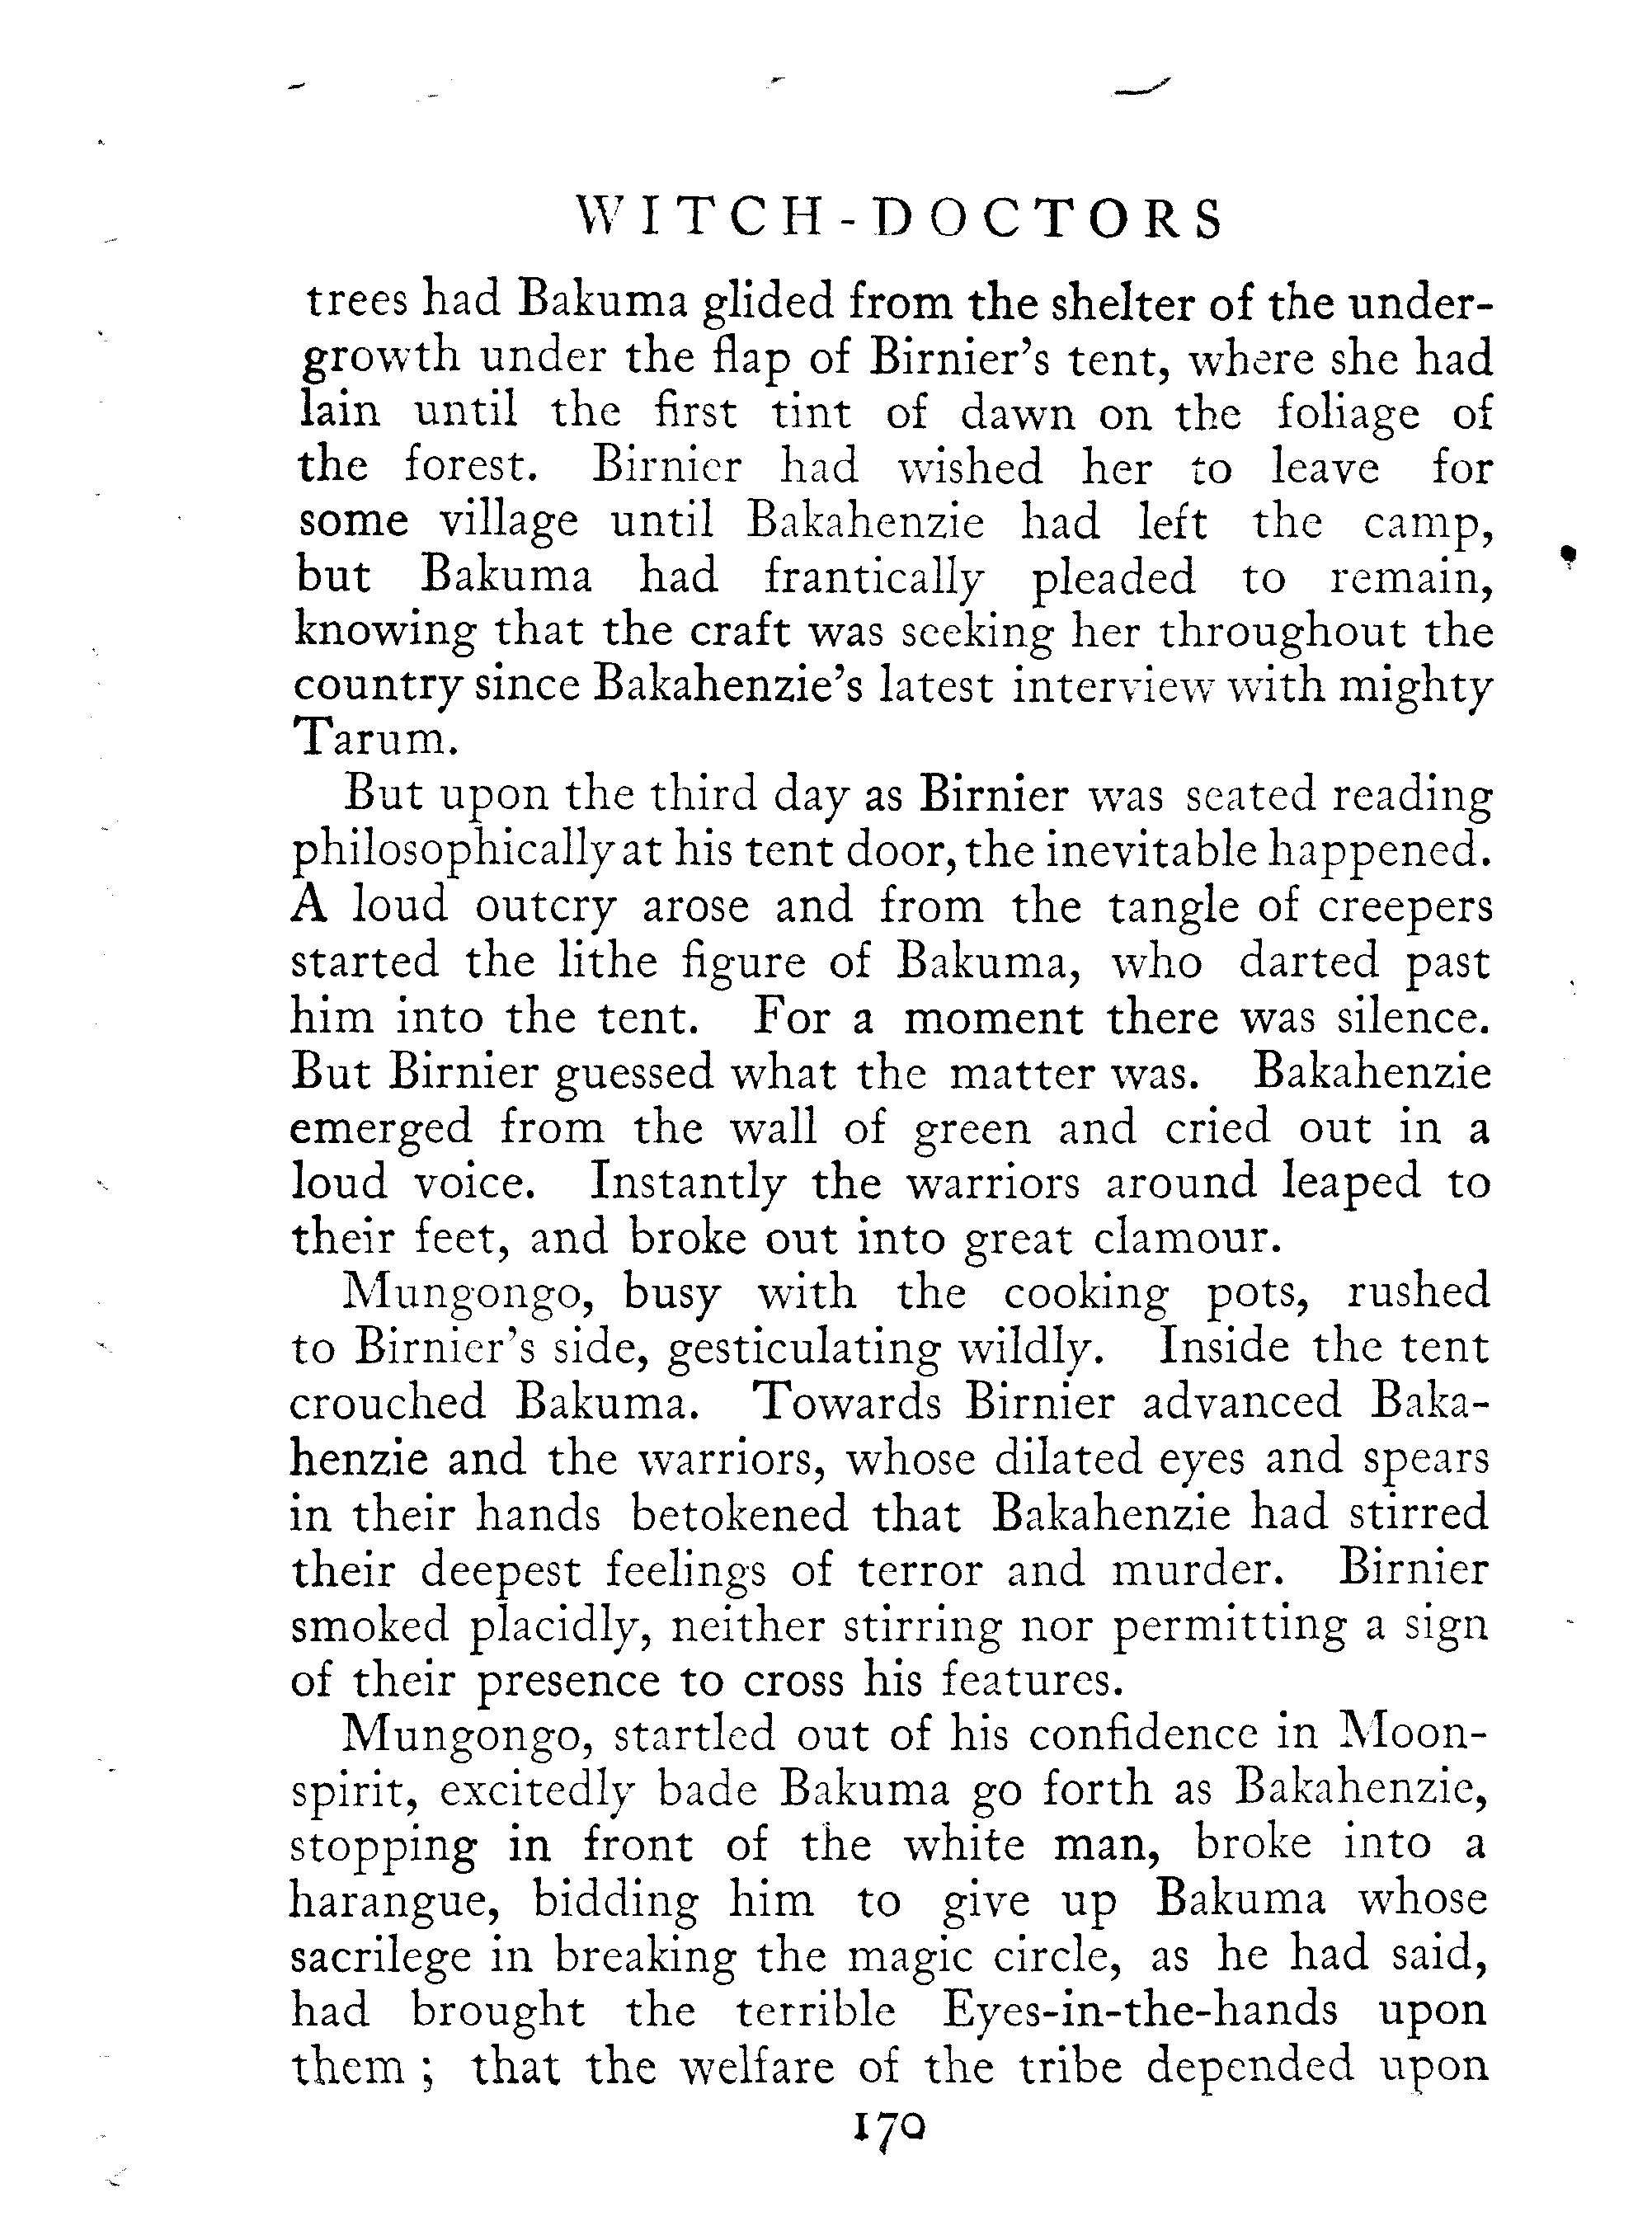 WITCH-DOCTORS
trees had Bakuma glided from the shelter of the under-
growth under the flap of Birnier's tent, where she had
lain until the first tint of dawn on the foliage of
the forest. Birnier had wished her to leave for
some village until Bakahenzie had left the camp,
but Bakuma had frantically pleaded to remain,
knowing that the craft was seeking her throughout the
country since Bakahenzie's latest interview with mighty
Tarum.
But upon the third day as Birnier was seated reading
philosophically at his tent door, the inevitable happened.
A loud outcry arose and from the tangle of creepers
started the lithe figure of Bakuma, who darted past
him into the tent. For a moment there was silence.
But Birnier guessed what the matter was. Bakahenzie
emerged from the wall of green and cried out in a
loud voice. Instantly the warriors around leaped to
their feet, and broke out into great clamour.
Mungongo, busy with the cooking pots, rushed
to Birnier's side, gesticulating wildly. Inside the tent
crouched Bakuma. Towards Birnier advanced Baka-
henzie and the warriors, whose dilated eyes and spears
in their hands betokened that Bakahenzie had stirred
their deepest feelings of terror and murder. Birnier
smoked placidly, neither stirring nor permitting a sign
of their presence to cross his features.
Mungongo, startled out of his confidence in Moon-
spirit, excitedly bade Bakuma go forth as Bakahenzie,
stopping in front of the white man, broke into a
harangue, bidding him to give up Bakuma whose
sacrilege in breaking the magic circle, as he had said,
had brought the terrible Eyes-in-the-hands upon
them ; that the welfare of the tribe depended upon
170